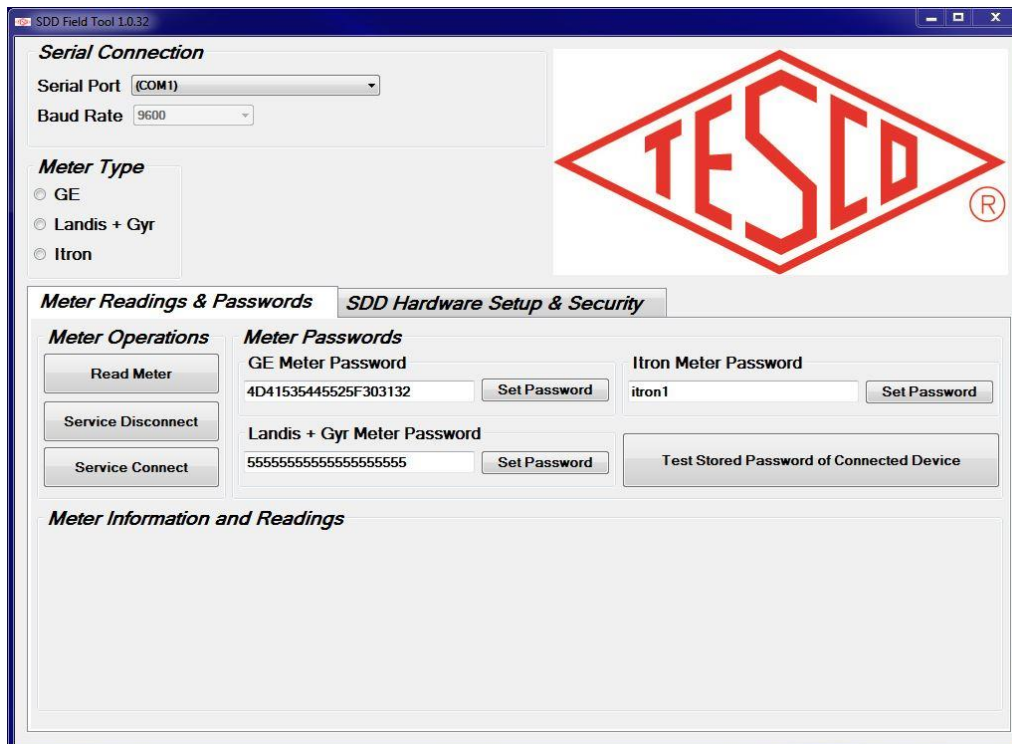 SDD Field Tool 1.0.32
Serial Connection
Serial Port (COM1)
Baud Rate 9600
Meter Type
GE
Landis + Gyr
Itron
TESCO
®
Meter Readings & Passwords SDD Hardware Setup & Security
Meter Operations
Read Meter
Service Disconnect
Service Connect
Meter Passwords
GE Meter Password
4D41535445525F303132 Set Password
Itron Meter Password
itron1 Set Password
Landis + Gyr Meter Password
55555555555555555555 Set Password
Test Stored Password of Connected Device
Meter Information and Readings